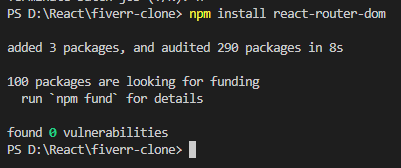 PS D:\React\fiverr-clone> npm install react-router-dom
added 3 packages, and audited 290 packages in 8s
100 packages are looking for funding
run `npm fund` for details
found 0 vulnerabilities
PS D:\React\fiverr-clone>